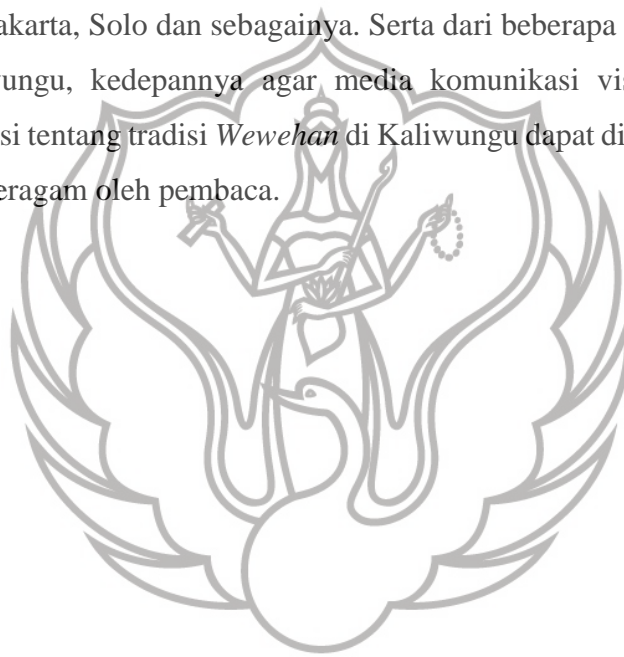 akarta, Solo dan sebagainya. Serta dari beberapa
ungu, kedepannya agar media komunikasi vis
si tentang tradisi Wewehan di Kaliwungu dapat di
eragam oleh pembaca.